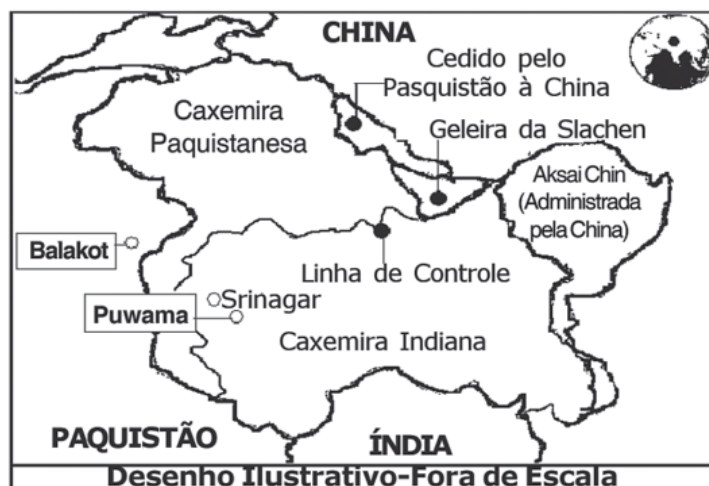 CHINA
Cedido pelo
Pasquistão à China
Caxemira
Paquistanesa
Geleira da Slachen
Aksai Chin
(Administrada
pela China)
Balakot
Linha de Controle
Srinagar
Puwama
Caxemira Indiana
PAQUISTÃO
ÍNDIA
Desenho Ilustrativo-Fora de Escala